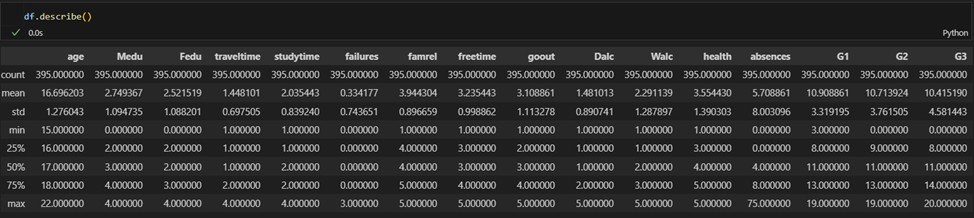 df.describe()
0.0s
Python
age Medu Fedu traveltime studytime failures famrel freetime goout Dalc Walc health absences G1 G2 G3
count 395.000000 395.000000 395.000000 395.000000 395.000000 395.000000 395.000000 395.000000 395.000000 395.000000 395.000000 395.000000 395.000000 395.000000 395.000000 395.000000
mean 16.696203 2.749367 2.521519 1.448101 2.035443 0.334177 3.944304 3.235443 3.108861 1.481013 2.291139 3.554430 5.708861 10.908861 10.713924 10.415190
std 1.276043 1.094735 1.088201 0.697505 0.839240 0.743651 0.896659 0.998862 1.113278 0.890741 1.287897 1.390303 8.003096 3.319195 3.761505 4.581443
min 15.000000 0.000000 0.000000 1.000000 1.000000 0.000000 1.000000 1.000000 1.000000 1.000000 1.000000 1.000000 0.000000 3.000000 0.000000 0.000000
25% 16.000000 2.000000 2.000000 1.000000 1.000000 0.000000 4.000000 3.000000 2.000000 1.000000 1.000000 3.000000 0.000000 8.000000 9.000000 8.000000
50% 17.000000 3.000000 2.000000 1.000000 2.000000 0.000000 4.000000 3.000000 3.000000 1.000000 2.000000 4.000000 4.000000 11.000000 11.000000 11.000000
75% 18.000000 4.000000 3.000000 2.000000 2.000000 0.000000 5.000000 4.000000 4.000000 2.000000 3.000000 5.000000 8.000000 13.000000 13.000000 14.000000
max 22.000000 4.000000 4.000000 4.000000 4.000000 3.000000 5.000000 5.000000 5.000000 5.000000 5.000000 5.000000 75.000000 19.000000 19.000000 20.000000